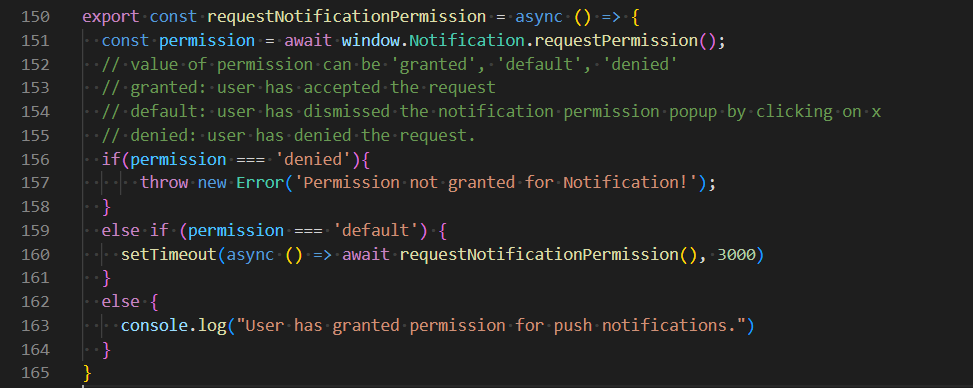 150 export const requestNotificationPermission = async () => {
151   const permission = await window.Notification.requestPermission();
152   // value of permission can be 'granted', 'default', 'denied'
153   // granted: user has accepted the request
154   // default: user has dismissed the notification permission popup by clicking on x
155   // denied: user has denied the request.
156   if(permission === 'denied'){
157       throw new Error('Permission not granted for Notification!');
158   }
159   else if (permission === 'default') {
160     setTimeout(async () => await requestNotificationPermission(), 3000)
161   }
162   else {
163     console.log("User has granted permission for push notifications.")
164   }
165 }